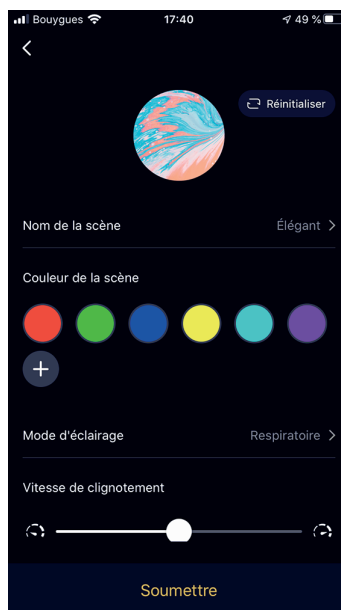 Bouygues 17:40 49 %
Réinitialiser
Nom de la scène Élégant
Couleur de la scène
Mode d'éclairage Respiratoire
Vitesse de clignotement
Soumettre